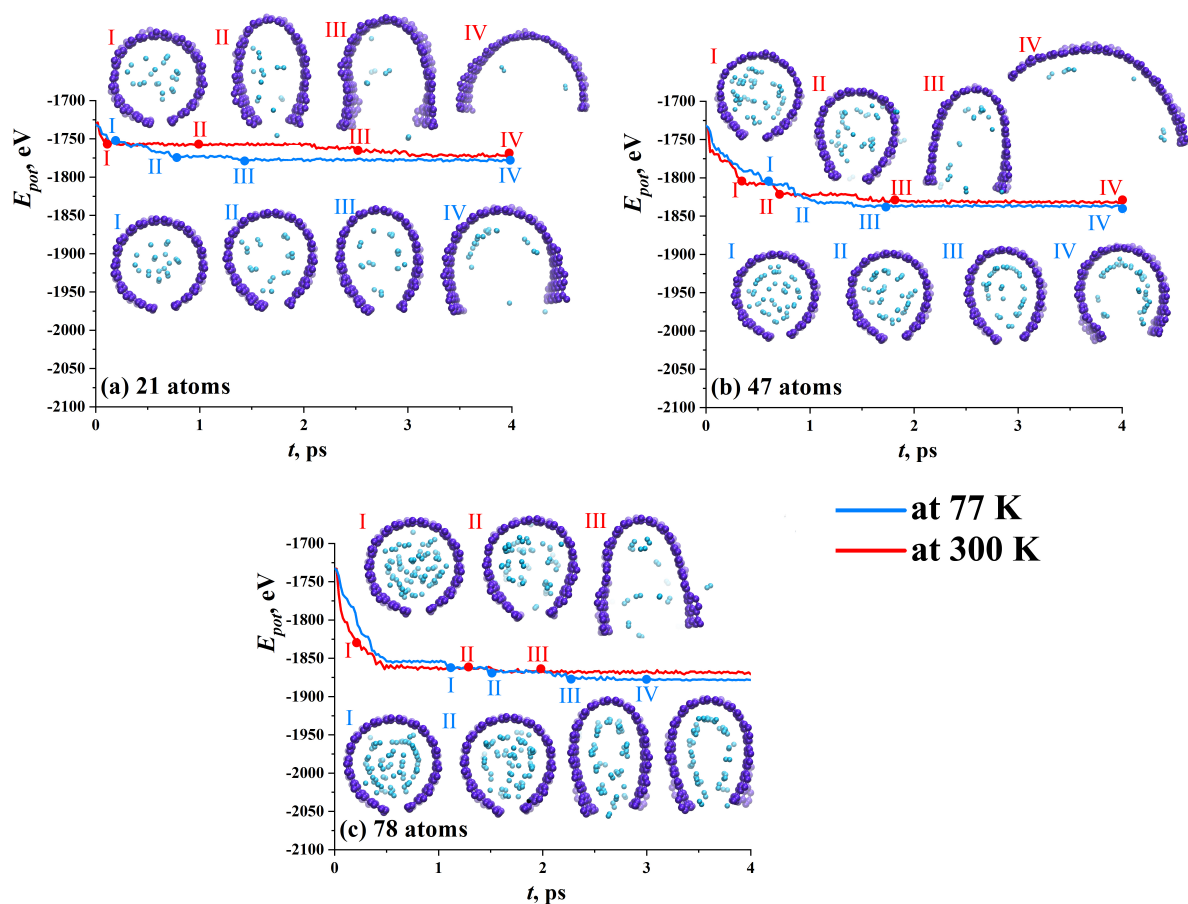 I II III IV
-1700
-1750
-1800
-1850
-1900
-1950
-2000
-2050
-2100
E_pot, eV
I II III IV
I II III IV
I II III IV
(a) 21 atoms
0 1 2 3 4
t, ps
I II III IV
-1700
-1750
-1800
-1850
-1900
-1950
-2000
-2050
-2100
E_pot, eV
I II III IV
I II III IV
I II III IV
(b) 47 atoms
0 1 2 3 4
t, ps
I II III
-1700
-1750
-1800
-1850
-1900
-1950
-2000
-2050
-2100
E_pot, eV
I II III
I II III IV
I II
(c) 78 atoms
0 1 2 3 4
t, ps
at 77 K
at 300 K